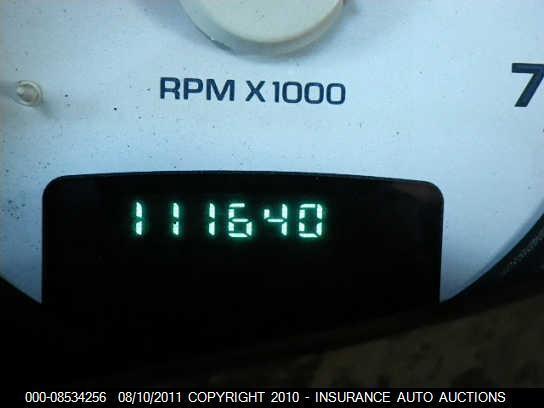 RPM X1000
7
111640
000-08534256 08/10/2011 COPYRIGHT 2010 - INSURANCE AUTO AUCTIONS